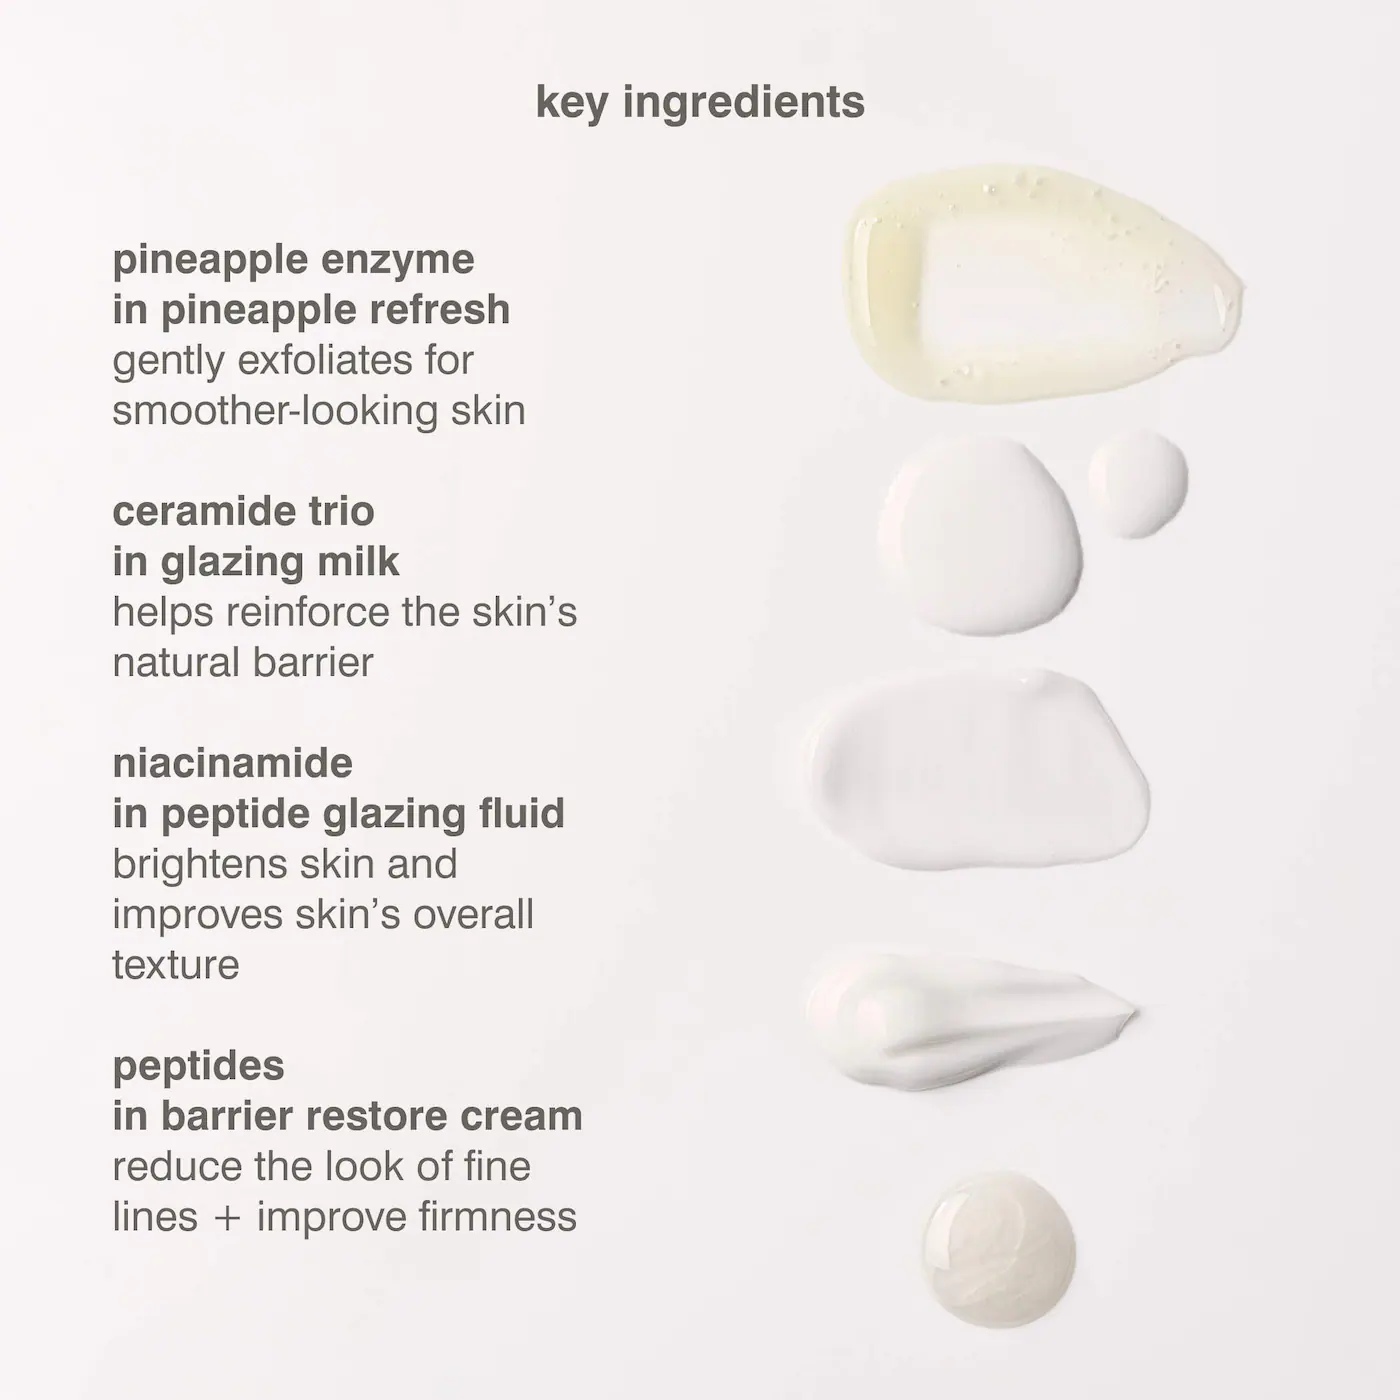 key ingredients
pineapple enzyme
in pineapple refresh
gently exfoliates for
smoother-looking skin
ceramide trio
in glazing milk
helps reinforce the skin’s
natural barrier
niacinamide
in peptide glazing fluid
brightens skin and
improves skin’s overall
texture
peptides
in barrier restore cream
reduce the look of fine
lines + improve firmness